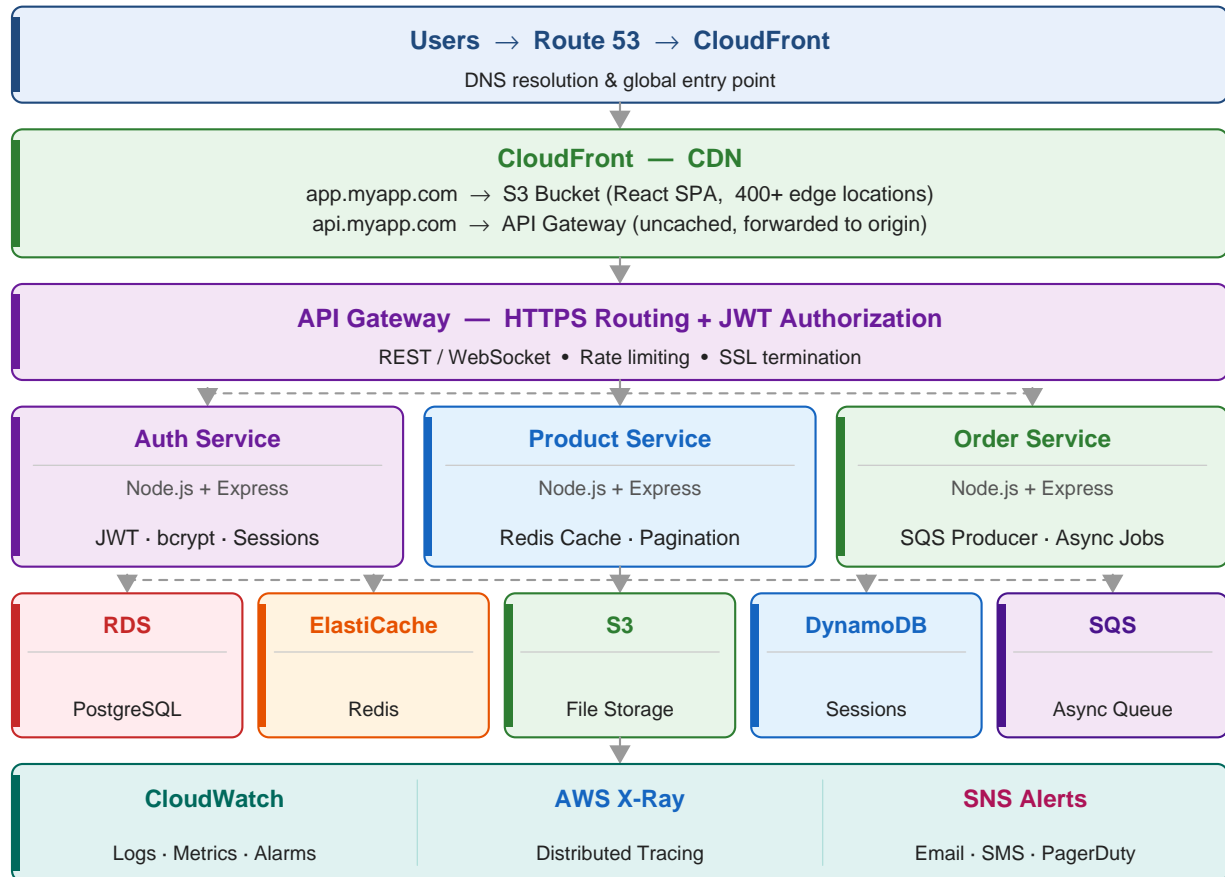 Users → Route 53 → CloudFront
DNS resolution & global entry point
CloudFront — CDN
app.myapp.com → S3 Bucket (React SPA, 400+ edge locations)
api.myapp.com → API Gateway (uncached, forwarded to origin)
API Gateway — HTTPS Routing + JWT Authorization
REST / WebSocket • Rate limiting • SSL termination
Auth Service
Node.js + Express
JWT · bcrypt · Sessions
Product Service
Node.js + Express
Redis Cache · Pagination
Order Service
Node.js + Express
SQS Producer · Async Jobs
RDS
PostgreSQL
ElastiCache
Redis
S3
File Storage
DynamoDB
Sessions
SQS
Async Queue
CloudWatch
Logs · Metrics · Alarms
AWS X-Ray
Distributed Tracing
SNS Alerts
Email · SMS · PagerDuty